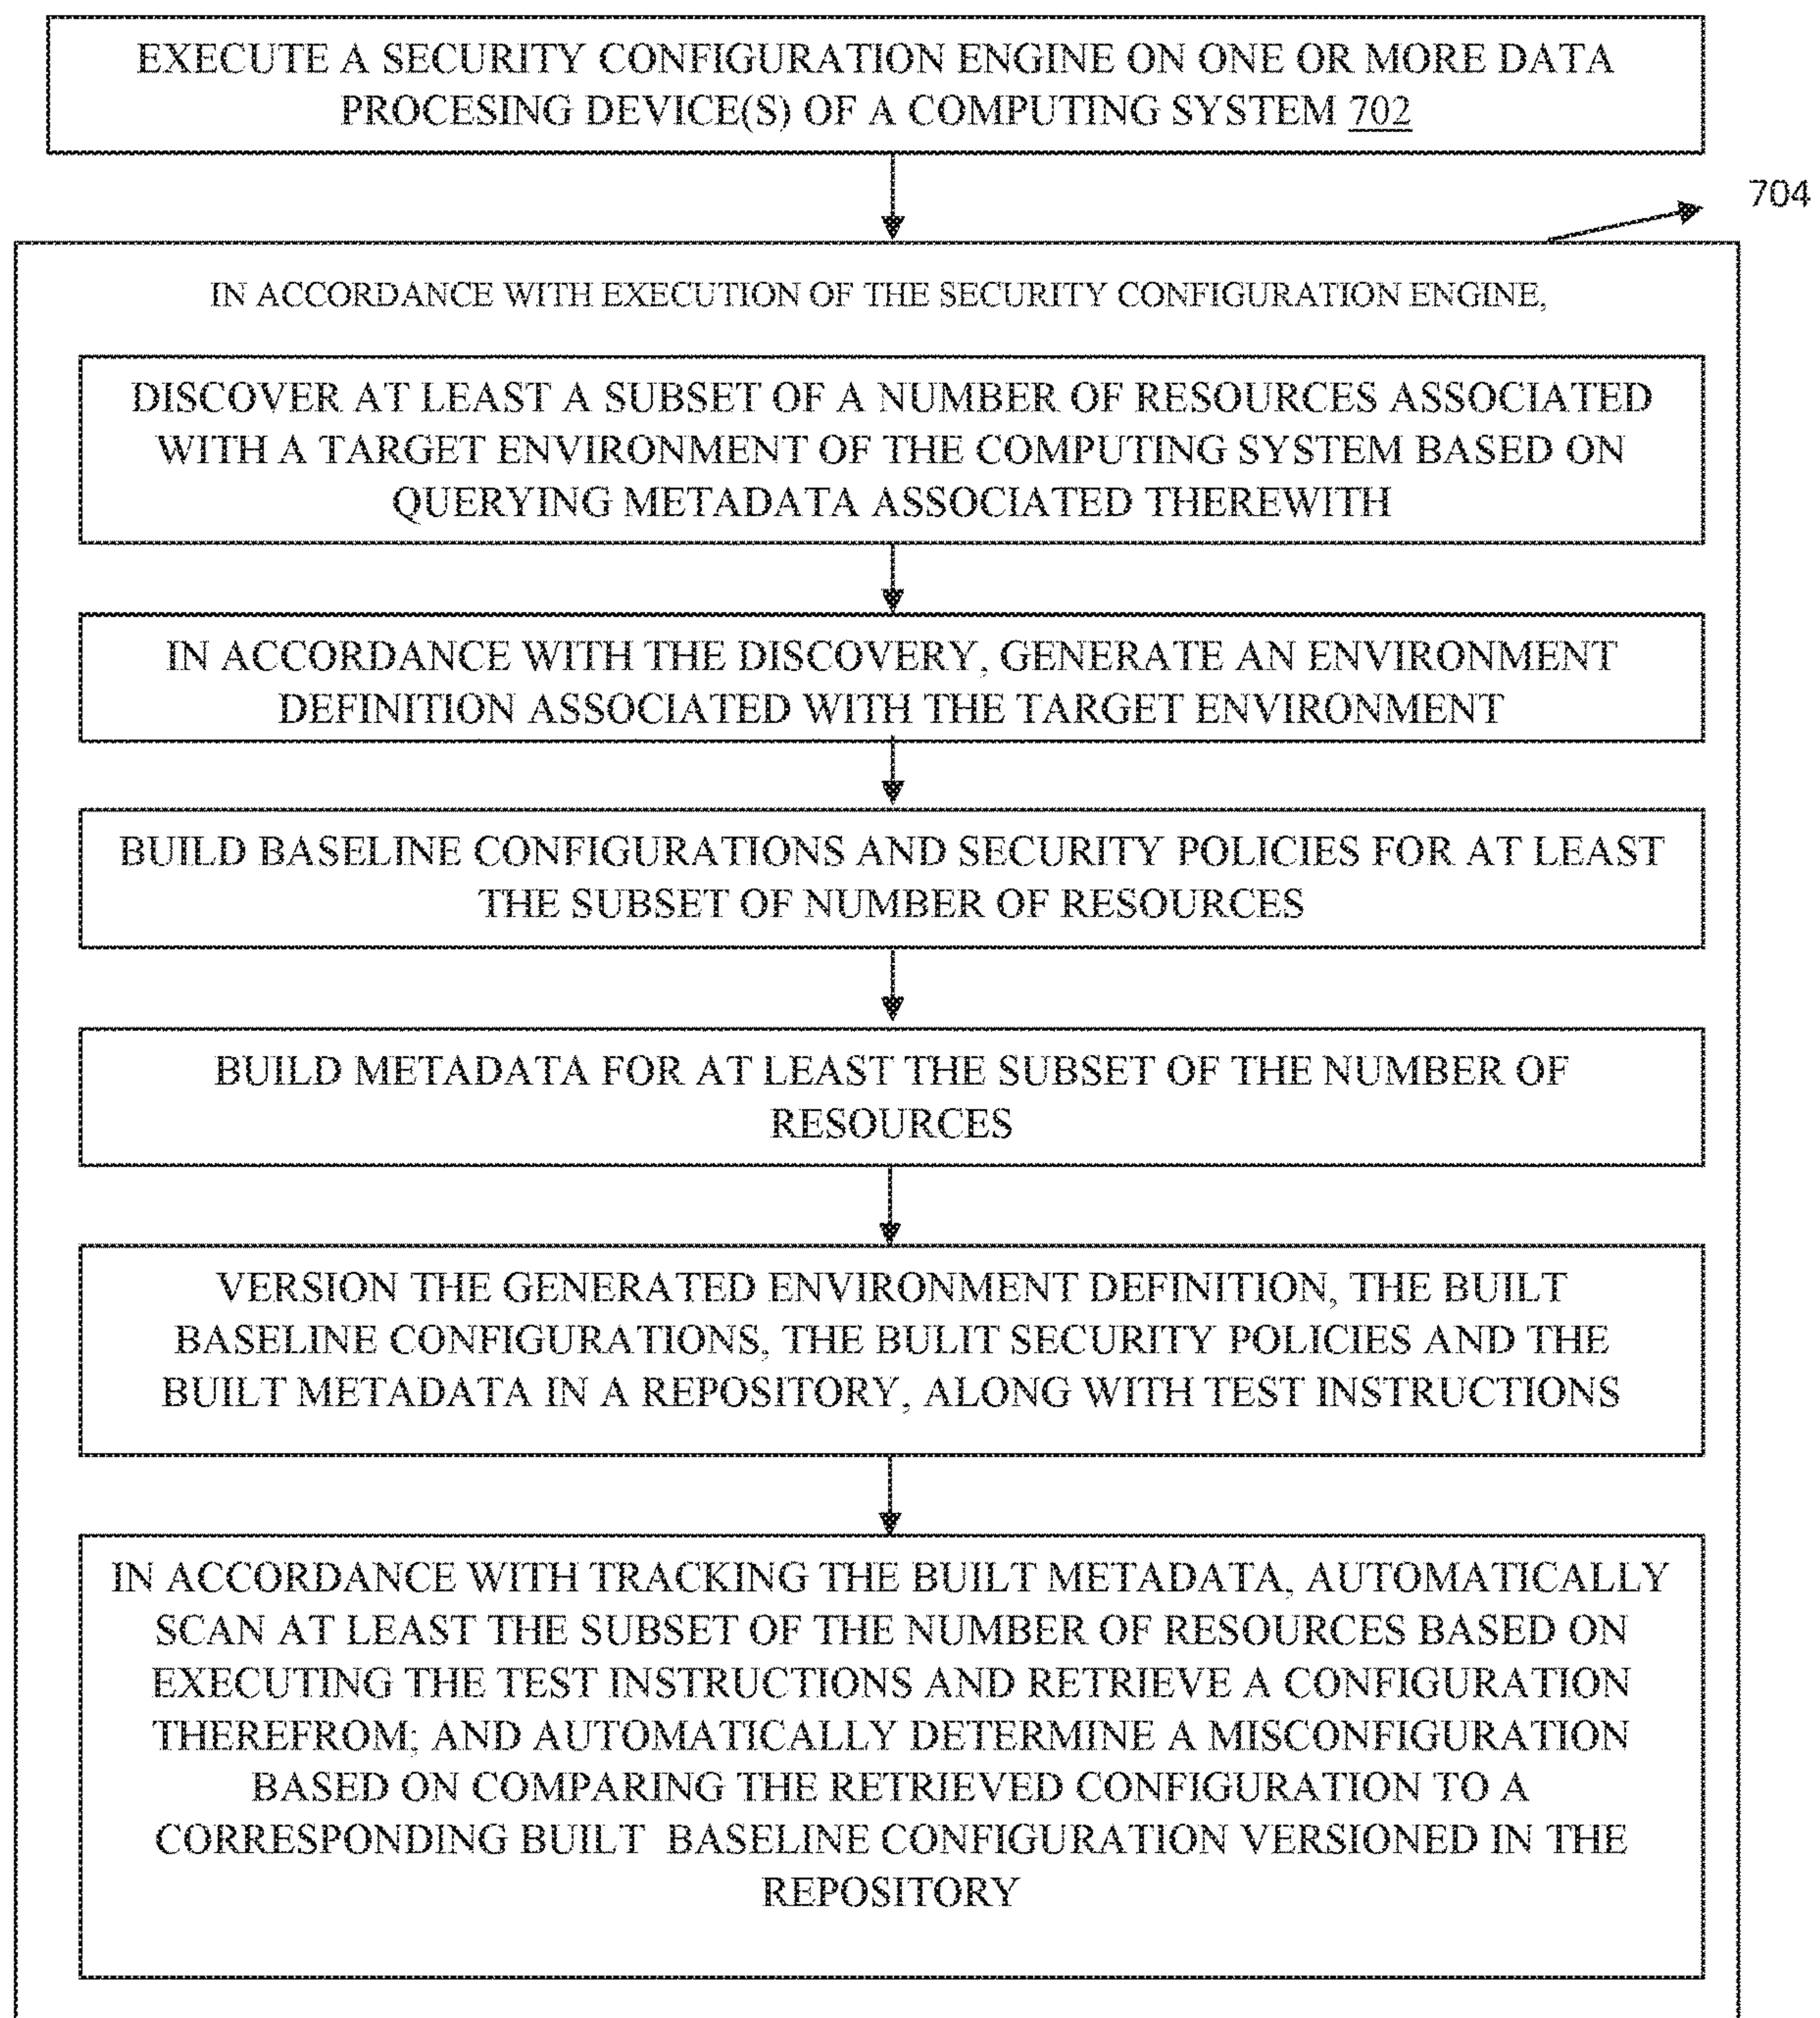 EXECUTE A SECURITY CONFIGURATION ENGINE ON ONE OR MORE DATA
PROCESING DEVICE(S) OF A COMPUTING SYSTEM 702
704
IN ACCORDANCE WITH EXECUTION OF THE SECURITY CONFIGURATION ENGINE,
DISCOVER AT LEAST A SUBSET OF A NUMBER OF RESOURCES ASSOCIATED
WITH A TARGET ENVIRONMENT OF THE COMPUTING SYSTEM BASED ON
QUERYING METADATA ASSOCIATED THEREWITH
IN ACCORDANCE WITH THE DISCOVERY, GENERATE AN ENVIRONMENT
DEFINITION ASSOCIATED WITH THE TARGET ENVIRONMENT
BUILD BASELINE CONFIGURATIONS AND SECURITY POLICIES FOR AT LEAST
THE SUBSET OF NUMBER OF RESOURCES
BUILD METADATA FOR AT LEAST THE SUBSET OF THE NUMBER OF
RESOURCES
VERSION THE GENERATED ENVIRONMENT DEFINITION, THE BUILT
BASELINE CONFIGURATIONS, THE BULIT SECURITY POLICIES AND THE
BUILT METADATA IN A REPOSITORY, ALONG WITH TEST INSTRUCTIONS
IN ACCORDANCE WITH TRACKING THE BUILT METADATA, AUTOMATICALLY
SCAN AT LEAST THE SUBSET OF THE NUMBER OF RESOURCES BASED ON
EXECUTING THE TEST INSTRUCTIONS AND RETRIEVE A CONFIGURATION
THEREFROM; AND AUTOMATICALLY DETERMINE A MISCONFIGURATION
BASED ON COMPARING THE RETRIEVED CONFIGURATION TO A
CORRESPONDING BUILT BASELINE CONFIGURATION VERSIONED IN THE
REPOSITORY